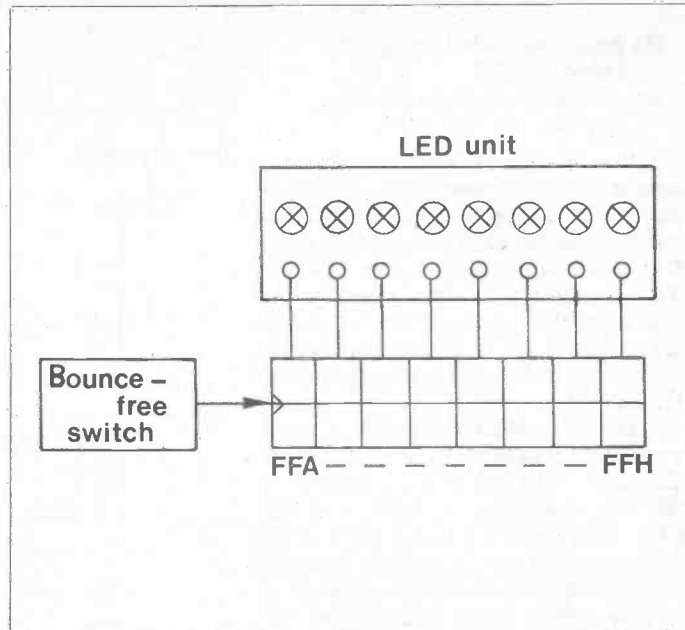 LED unit
Bounce –
free
switch
FFA – – – – – – FFH